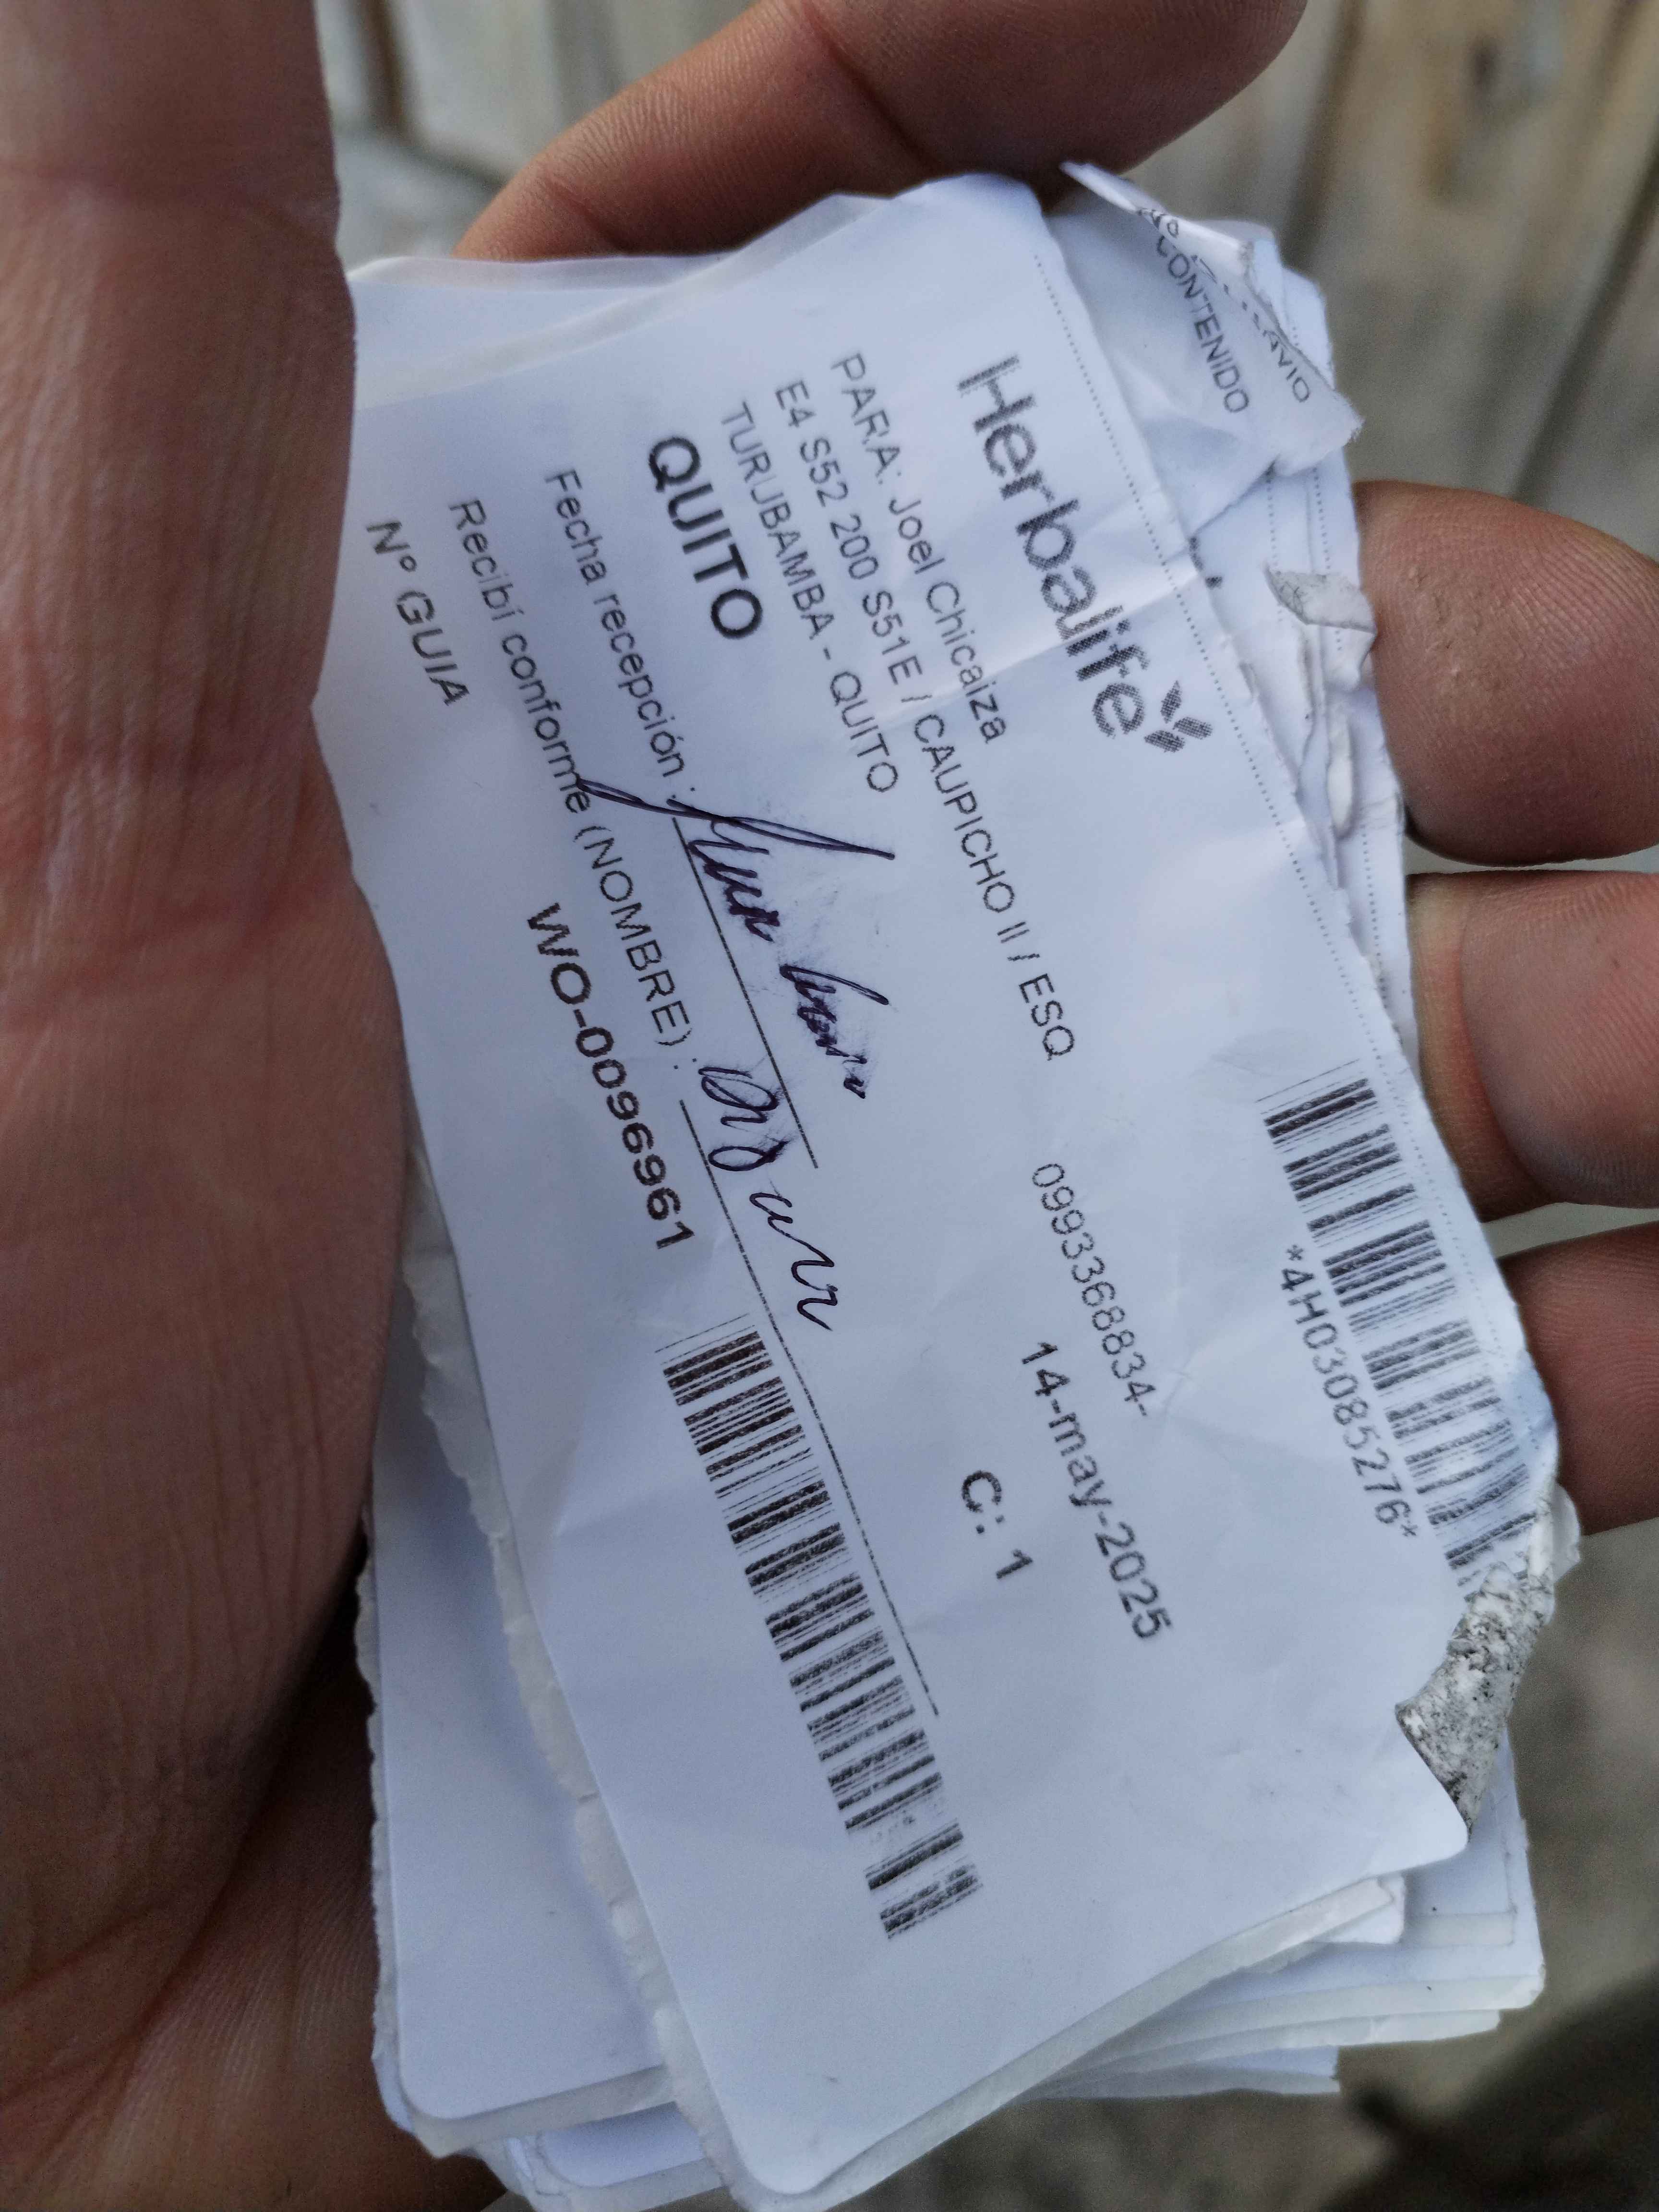 Nº CONTENIDO
Herbalife
*4H03085276*
PARA: Joel Chicaiza
0993368834-
E4 S52 200 S51E / CAUPICHO II / ESQ
14-may-2025
TURUBAMBA - QUITO
C: 1
QUITO
Fecha recepción :
Recibí conforme (NOMBRE) :
Nº GUIA
WO-0096961